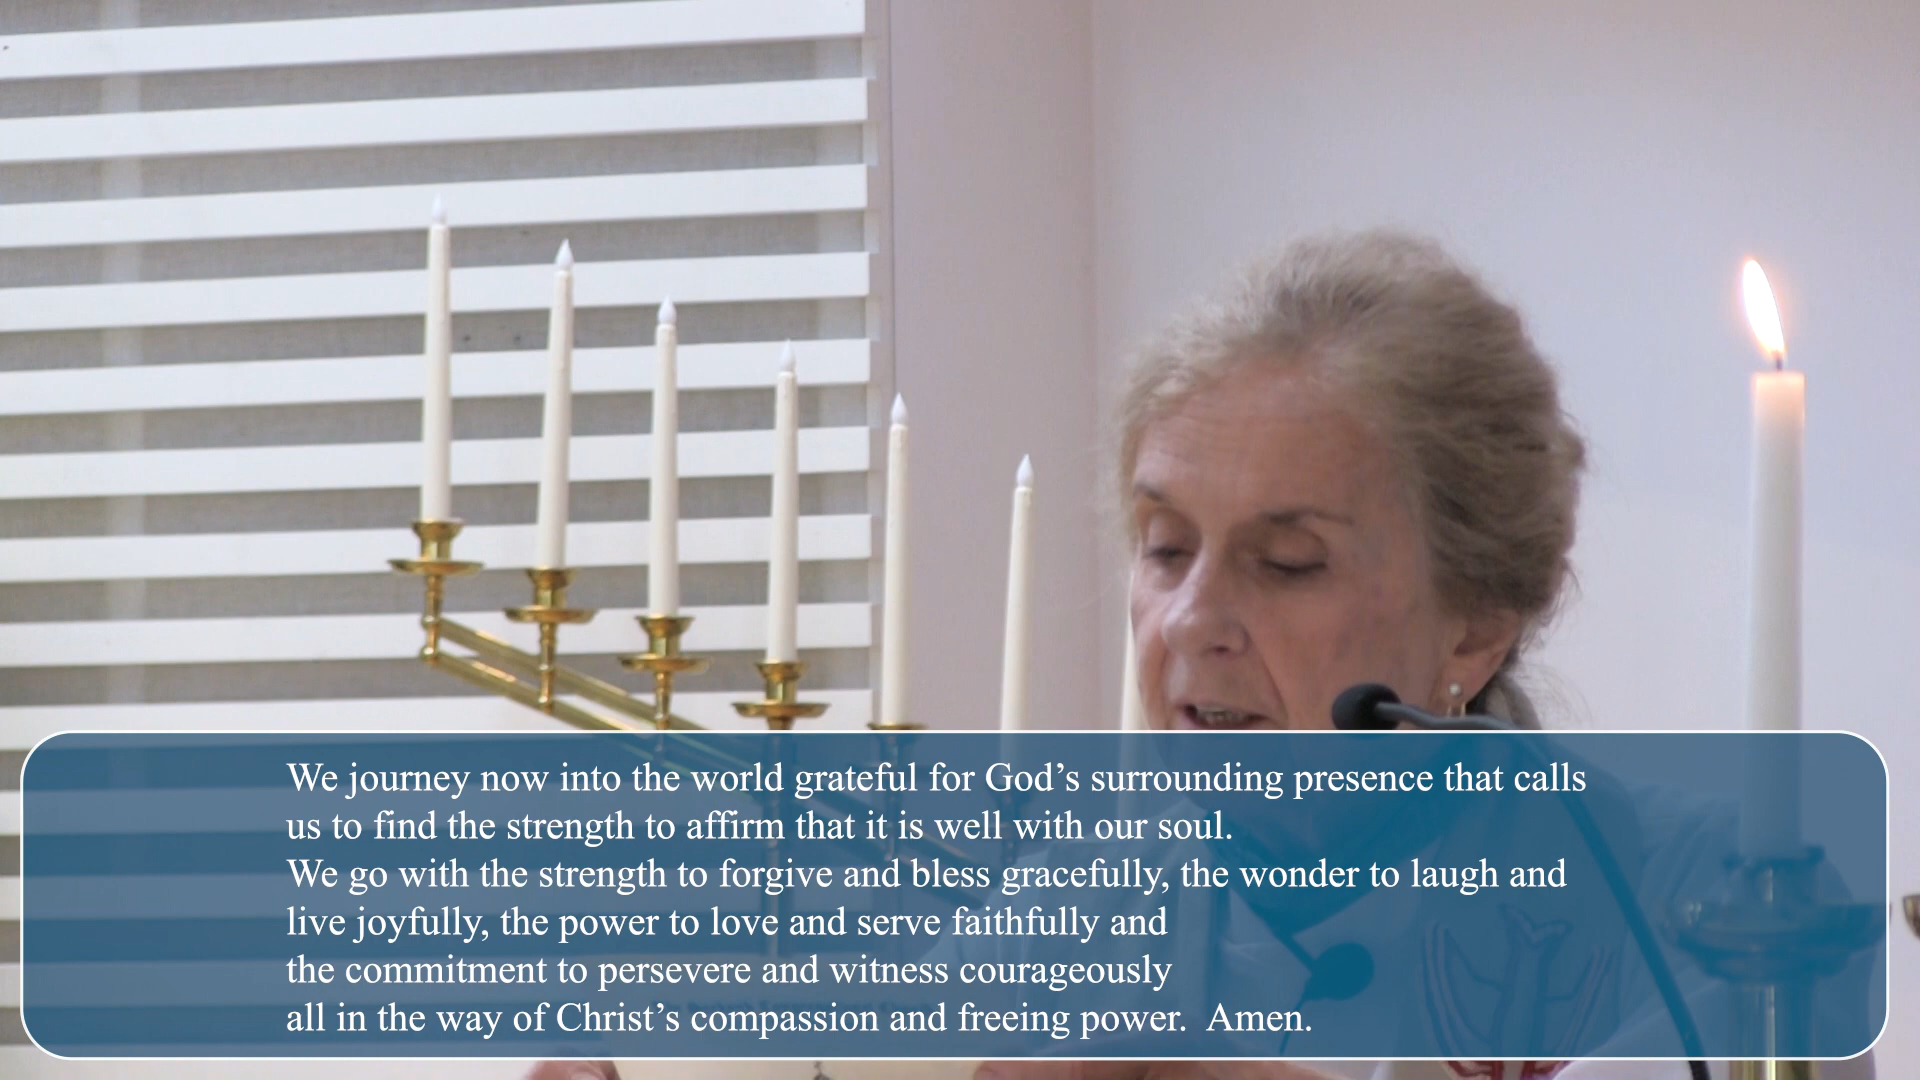 We journey now into the world grateful for God’s surrounding presence that calls
us to find the strength to affirm that it is well with our soul.
We go with the strength to forgive and bless gracefully, the wonder to laugh and
live joyfully, the power to love and serve faithfully and
the commitment to persevere and witness courageously
all in the way of Christ’s compassion and freeing power.  Amen.